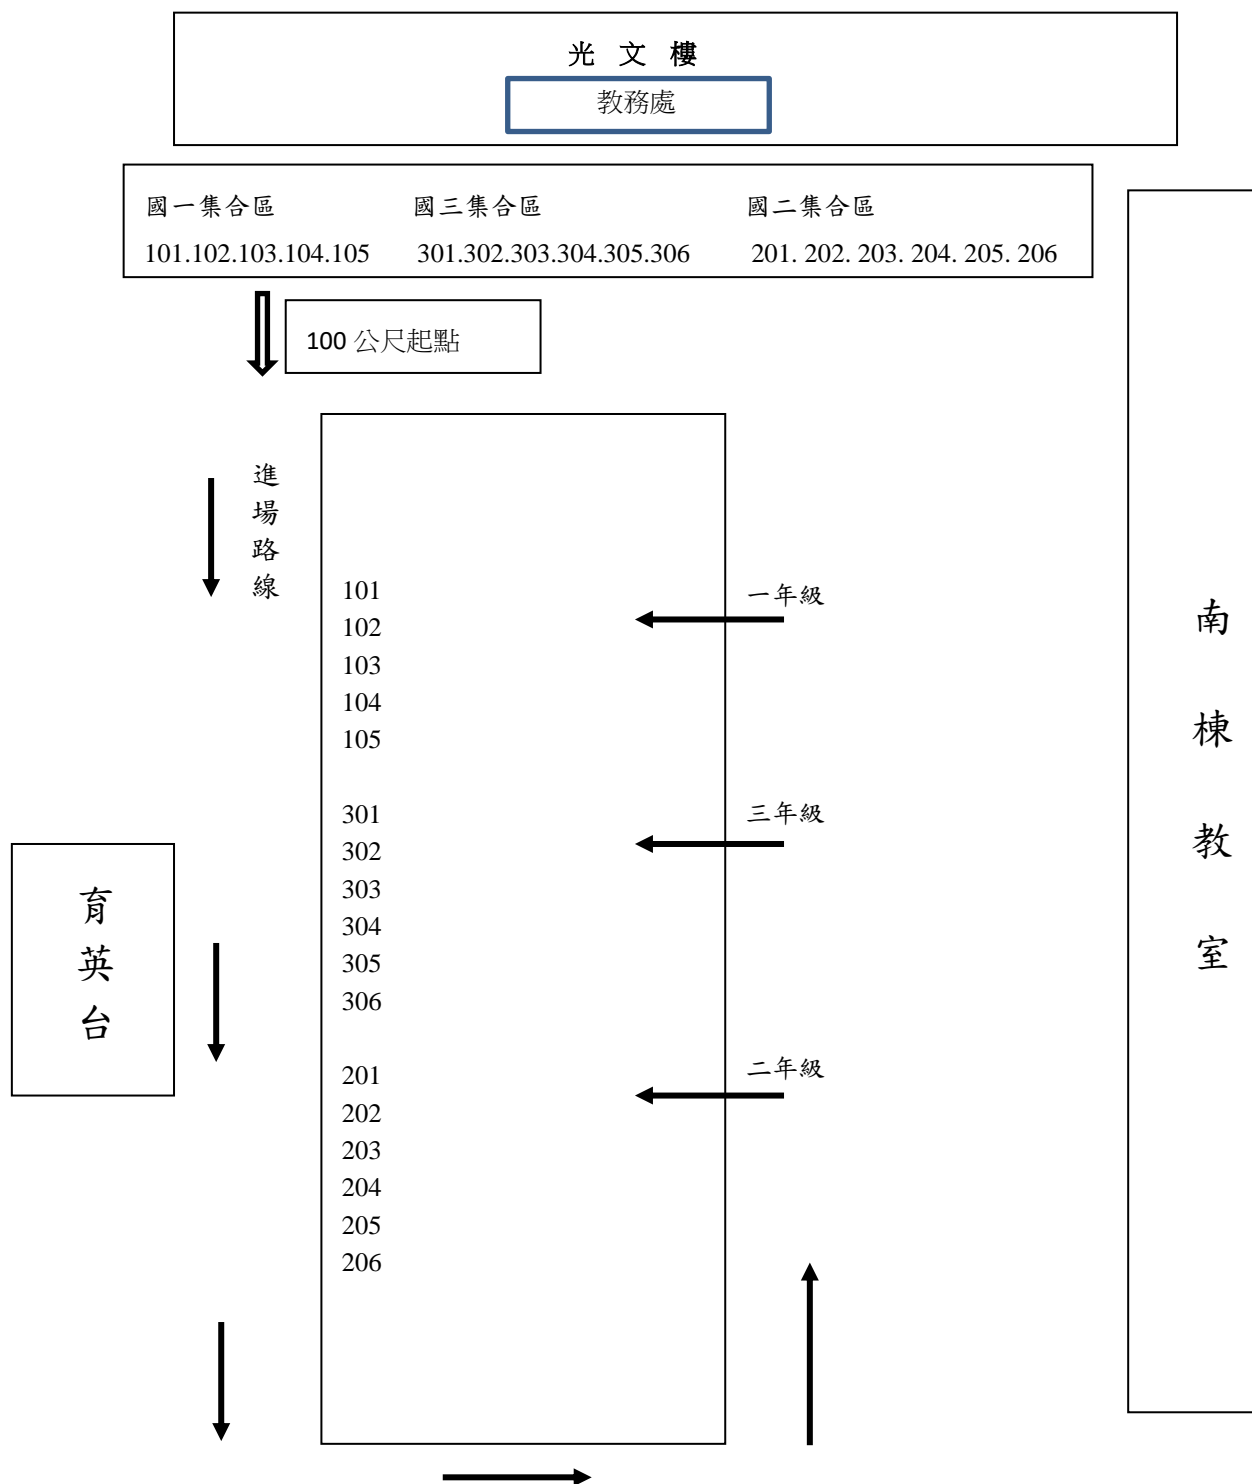 光 文 樓
教務處
國一集合區 國三集合區 國二集合區
101.102.103.104.105 301.302.303.304.305.306 201. 202. 203. 204. 205. 206
100 公尺起點
進
場
路
線
101
102
103
104
105
301
302
303
304
305
306
201
202
203
204
205
206
一年級
三年級
二年級
育
英
台
南
棟
教
室